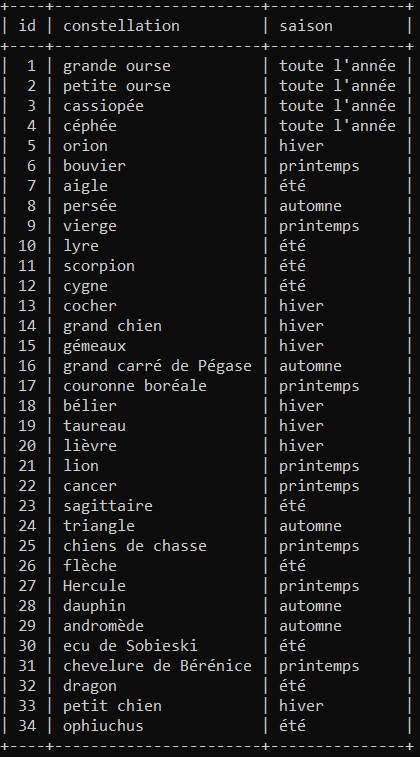 +----+-----------------------+---------------+
| id | constellation         | saison        |
+----+-----------------------+---------------+
|  1 | grande ourse          | toute l'année |
|  2 | petite ourse          | toute l'année |
|  3 | cassiopée             | toute l'année |
|  4 | céphée                | toute l'année |
|  5 | orion                 | hiver         |
|  6 | bouvier               | printemps     |
|  7 | aigle                 | été           |
|  8 | persée                | automne       |
|  9 | vierge                | printemps     |
| 10 | lyre                  | été           |
| 11 | scorpion              | été           |
| 12 | cygne                 | été           |
| 13 | cocher                | hiver         |
| 14 | grand chien           | hiver         |
| 15 | gémeaux               | hiver         |
| 16 | grand carré de Pégase | automne       |
| 17 | couronne boréale      | printemps     |
| 18 | bélier                | hiver         |
| 19 | taureau               | hiver         |
| 20 | lièvre                | hiver         |
| 21 | lion                  | printemps     |
| 22 | cancer                | printemps     |
| 23 | sagittaire            | été           |
| 24 | triangle              | automne       |
| 25 | chiens de chasse      | printemps     |
| 26 | flèche                | été           |
| 27 | Hercule               | printemps     |
| 28 | dauphin               | automne       |
| 29 | andromède             | automne       |
| 30 | ecu de Sobieski       | été           |
| 31 | chevelure de Bérénice | printemps     |
| 32 | dragon                | été           |
| 33 | petit chien           | hiver         |
| 34 | ophiuchus             | été           |
+----+-----------------------+---------------+